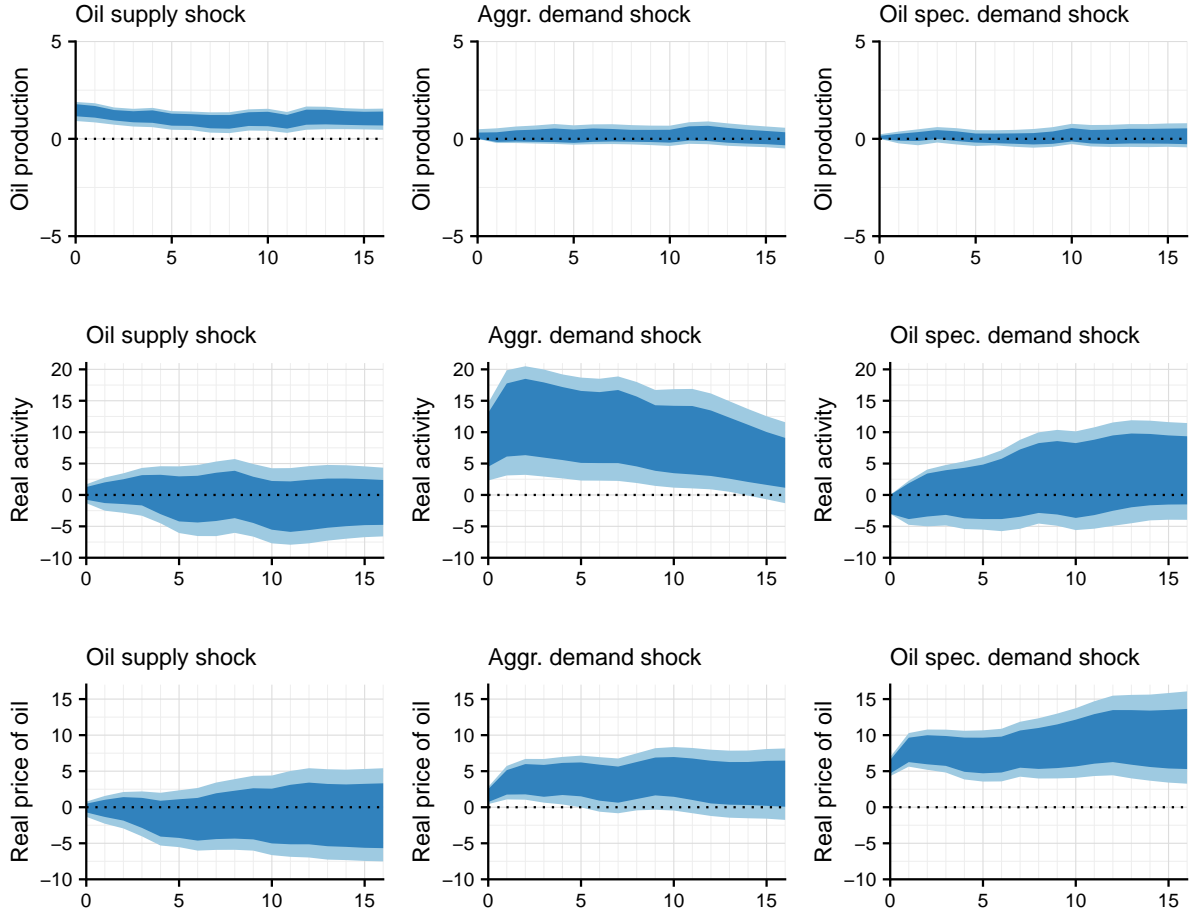 Oil supply shock
Aggr. demand shock
Oil spec. demand shock
Oil production
5
0
−5
0 5 10 15
Oil production
5
0
−5
0 5 10 15
Oil production
5
0
−5
0 5 10 15
Oil supply shock
Aggr. demand shock
Oil spec. demand shock
Real activity
20
15
10
5
0
−5
−10
0 5 10 15
Real activity
20
15
10
5
0
−5
−10
0 5 10 15
Real activity
20
15
10
5
0
−5
−10
0 5 10 15
Oil supply shock
Aggr. demand shock
Oil spec. demand shock
Real price of oil
15
10
5
0
−5
−10
0 5 10 15
Real price of oil
15
10
5
0
−5
−10
0 5 10 15
Real price of oil
15
10
5
0
−5
−10
0 5 10 15